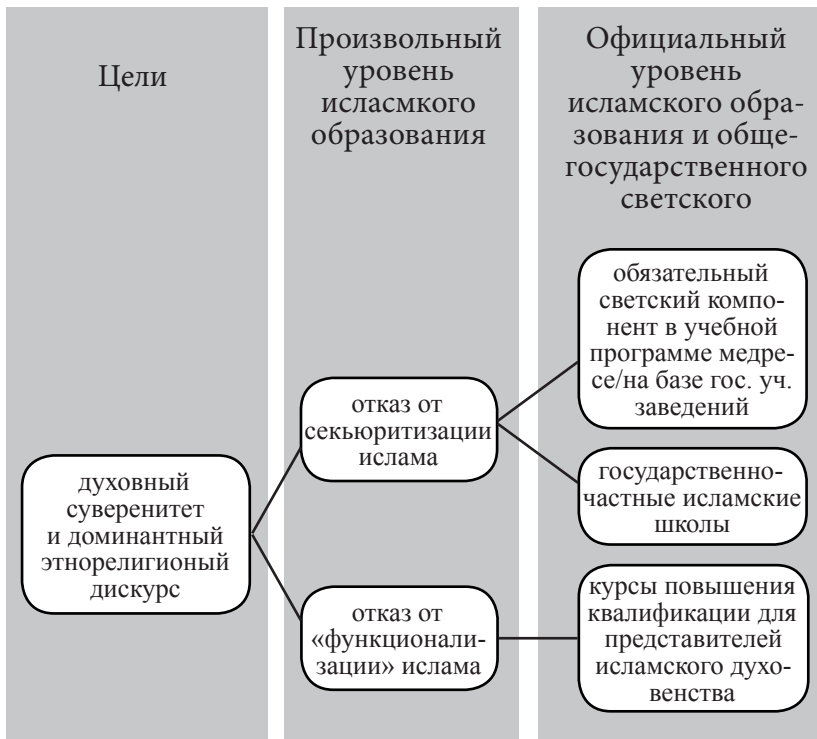 Цели
Произвольный
уровень
исласмкого
образования
Официальный
уровень
исламского обра-
зования и обще-
государственного
светского
духовный
суверенитет
и доминантный
этнорелигионый
дискурс
отказ от
секьюритизации
ислама
отказ от
«функционали-
зации» ислама
обязательный
светский компо-
нент в учебной
программе медре-
се/на базе гос. уч.
заведений
государственно-
частные исламские
школы
курсы повышения
квалификации для
представителей
исламского духо-
венства